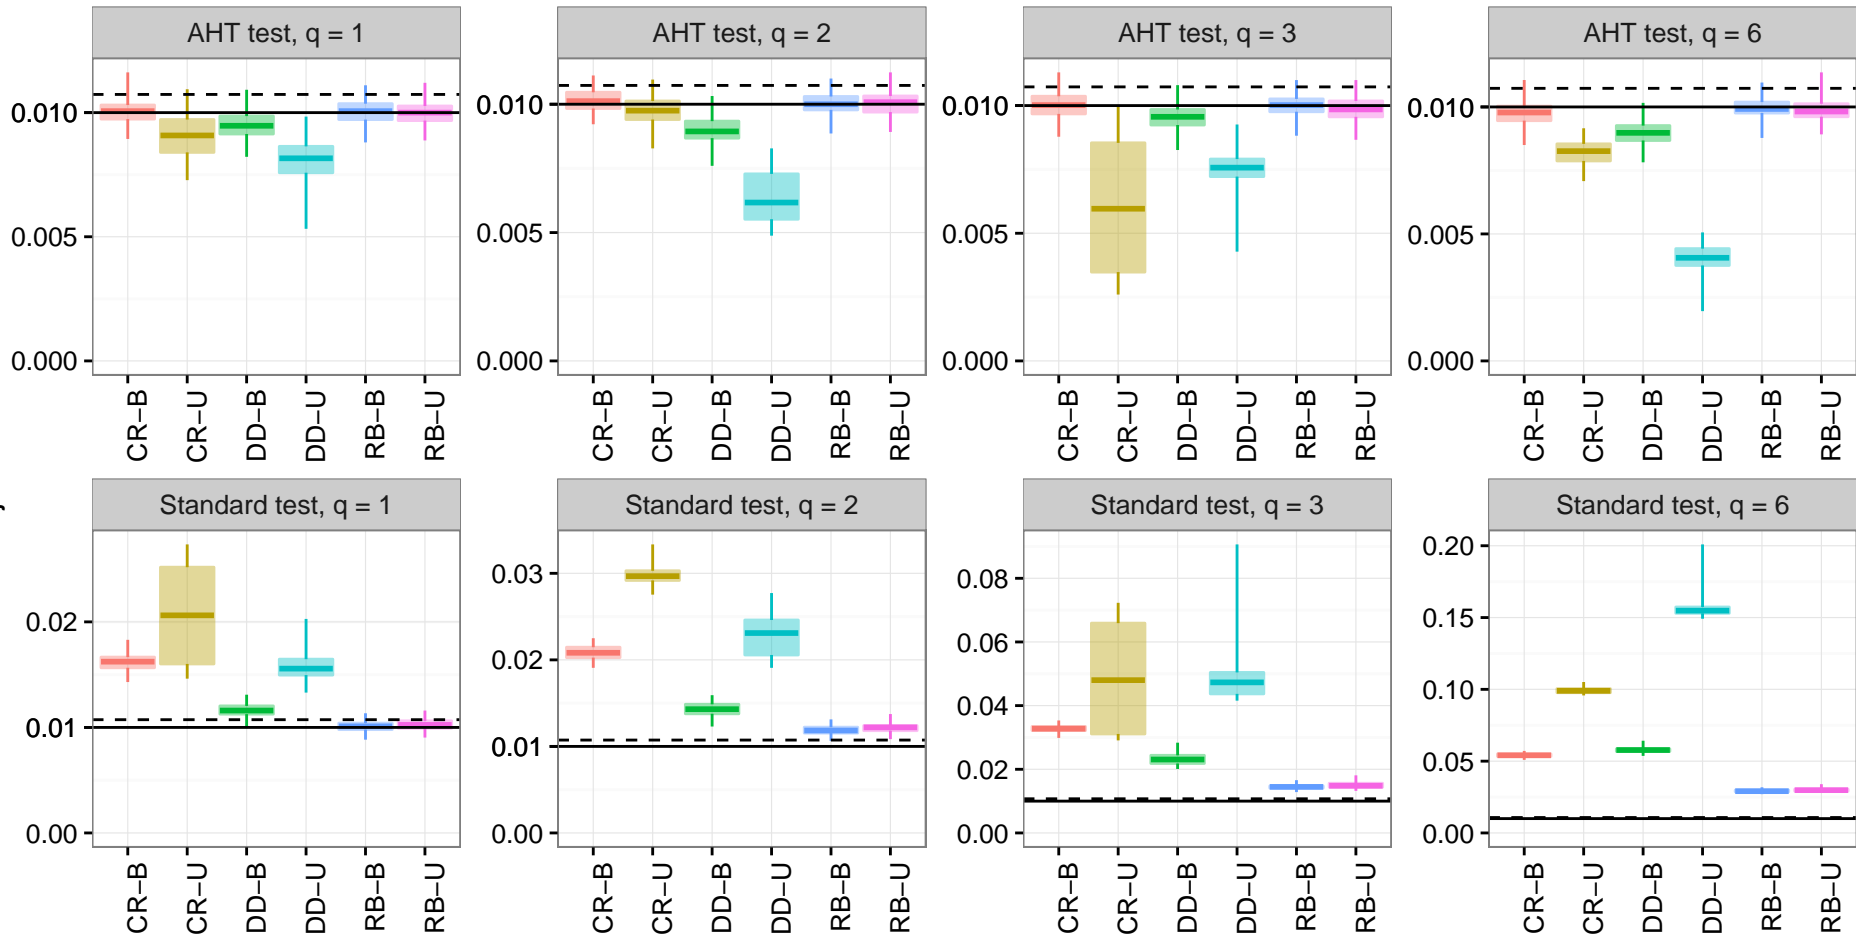 AHT test, q = 1
AHT test, q = 2
AHT test, q = 3
AHT test, q = 6
0.010
0.005
0.000
0.010
0.005
0.000
0.010
0.005
0.000
0.010
0.005
0.000
CR−B CR−U DD−B DD−U RB−B RB−U
CR−B CR−U DD−B DD−U RB−B RB−U
CR−B CR−U DD−B DD−U RB−B RB−U
CR−B CR−U DD−B DD−U RB−B RB−U
Standard test, q = 1
Standard test, q = 2
Standard test, q = 3
Standard test, q = 6
0.02
0.01
0.00
0.03
0.02
0.01
0.00
0.08
0.06
0.04
0.02
0.00
0.20
0.15
0.10
0.05
0.00
CR−B CR−U DD−B DD−U RB−B RB−U
CR−B CR−U DD−B DD−U RB−B RB−U
CR−B CR−U DD−B DD−U RB−B RB−U
CR−B CR−U DD−B DD−U RB−B RB−U